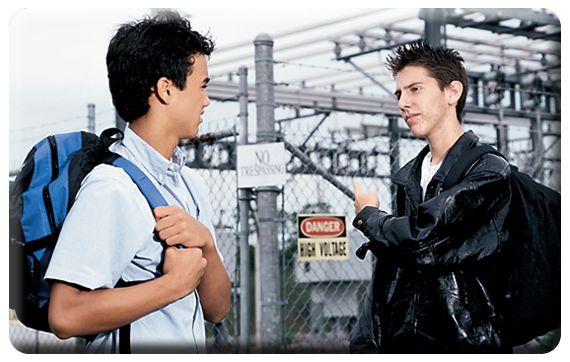 NO
TRESPASSING
DANGER
HIGH VOLTAGE